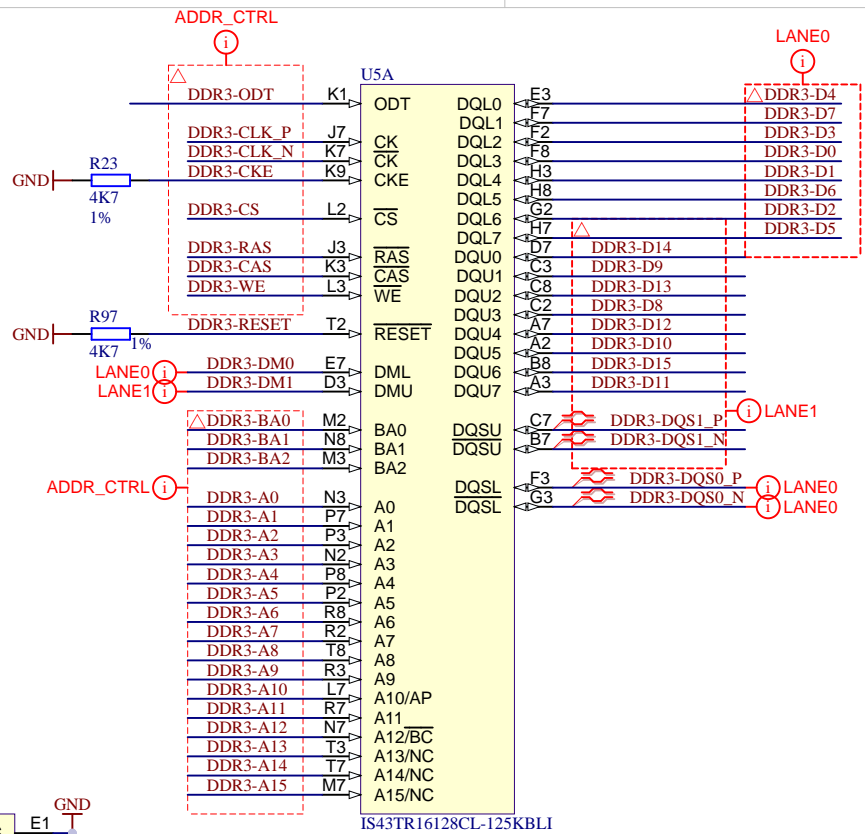 ADDR_CTRL
LANE0
U5A
DDR3-ODT K1 ODT DQL0 E3 DDR3-D4
DQL1 F7 DDR3-D7
DDR3-CLK_P J7 CK DQL2 F2 DDR3-D3
DDR3-CLK_N K7 CK DQL3 F8 DDR3-D0
GND R23 DDR3-CKE K9 CKE DQL4 H3 DDR3-D1
4K7 DQL5 H8 DDR3-D6
1% DDR3-CS L2 CS DQL6 G2 DDR3-D2
DQL7 H7 DDR3-D5
DDR3-RAS J3 RAS DQU0 D7 DDR3-D14
DDR3-CAS K3 CAS DQU1 C3 DDR3-D9
DDR3-WE L3 WE DQU2 C8 DDR3-D13
DQU3 C2 DDR3-D8
GND R97 DDR3-RESET T2 RESET DQU4 A7 DDR3-D12
4K7 1% DQU5 A2 DDR3-D10
LANE0 i DDR3-DM0 E7 DML DQU6 B8 DDR3-D15
LANE1 i DDR3-DM1 D3 DMU DQU7 A3 DDR3-D11
i LANE1
DDR3-BA0 M2 BA0 DQSU C7 DDR3-DQS1_P
DDR3-BA1 N8 BA1 DQSU B7 DDR3-DQS1_N
DDR3-BA2 M3 BA2
ADDR_CTRL i DQSL F3 DDR3-DQS0_P i LANE0
DDR3-A0 N3 A0 DQSL G3 DDR3-DQS0_N i LANE0
DDR3-A1 P7 A1
DDR3-A2 P3 A2
DDR3-A3 N2 A3
DDR3-A4 P8 A4
DDR3-A5 P2 A5
DDR3-A6 R8 A6
DDR3-A7 R2 A7
DDR3-A8 T8 A8
DDR3-A9 R3 A9
DDR3-A10 L7 A10/AP
DDR3-A11 R7 A11
DDR3-A12 N7 A12/BC
DDR3-A13 T3 A13/NC
DDR3-A14 T7 A14/NC
DDR3-A15 M7 A15/NC
GND
E1
IS43TR16128CL-125KBLI